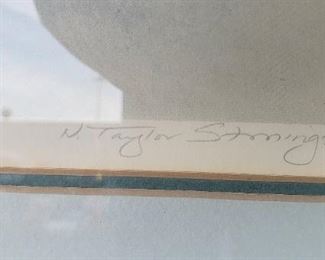 N. Taylor Stoning